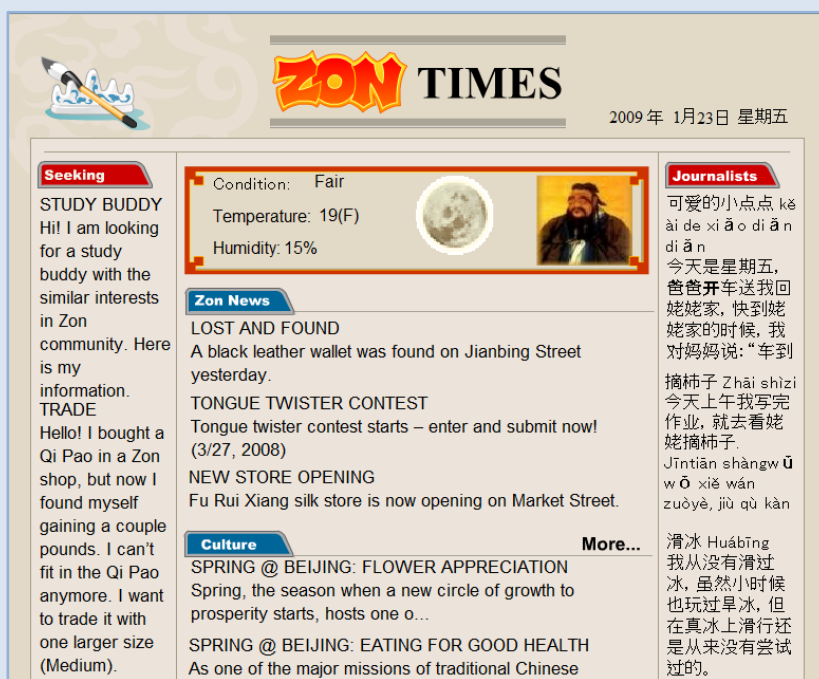 ZON TIMES
2009 年 1月23日 星期五
Seeking
STUDY BUDDY
Hi! I am looking
for a study
buddy with the
similar interests
in Zon
community. Here
is my
information.
TRADE
Hello! I bought a
Qi Pao in a Zon
shop, but now I
found myself
gaining a couple
pounds. I can't
fit in the Qi Pao
anymore. I want
to trade it with
one larger size
(Medium).
Condition: Fair
Temperature: 19(F)
Humidity: 15%
Zon News
LOST AND FOUND
A black leather wallet was found on Jianbing Street
yesterday.
TONGUE TWISTER CONTEST
Tongue twister contest starts – enter and submit now!
(3/27, 2008)
NEW STORE OPENING
Fu Rui Xiang silk store is now opening on Market Street.
Culture
More...
SPRING @ BEIJING: FLOWER APPRECIATION
Spring, the season when a new circle of growth to
prosperity starts, hosts one o...
SPRING @ BEIJING: EATING FOR GOOD HEALTH
As one of the major missions of traditional Chinese
Journalists
可爱的小点点 kě
ài de xi ǎ o di ǎ n
di ǎ n
今天是星期五,
爸爸开车送我回
姥姥家, 快到姥
姥家的时候, 我
对妈妈说: “车到
摘柿子 Zhāi shìzi
今天上午我写完
作业, 就去看姥
姥摘柿子.
Jīntiān shàngw ǔ
w ǒ xiě wán
zuòyè, jiù qù kàn
滑冰 Huábīng
我从没有滑过
冰, 虽然小时候
也玩过旱冰, 但
在真冰上滑行还
是从来没有尝试
过的。